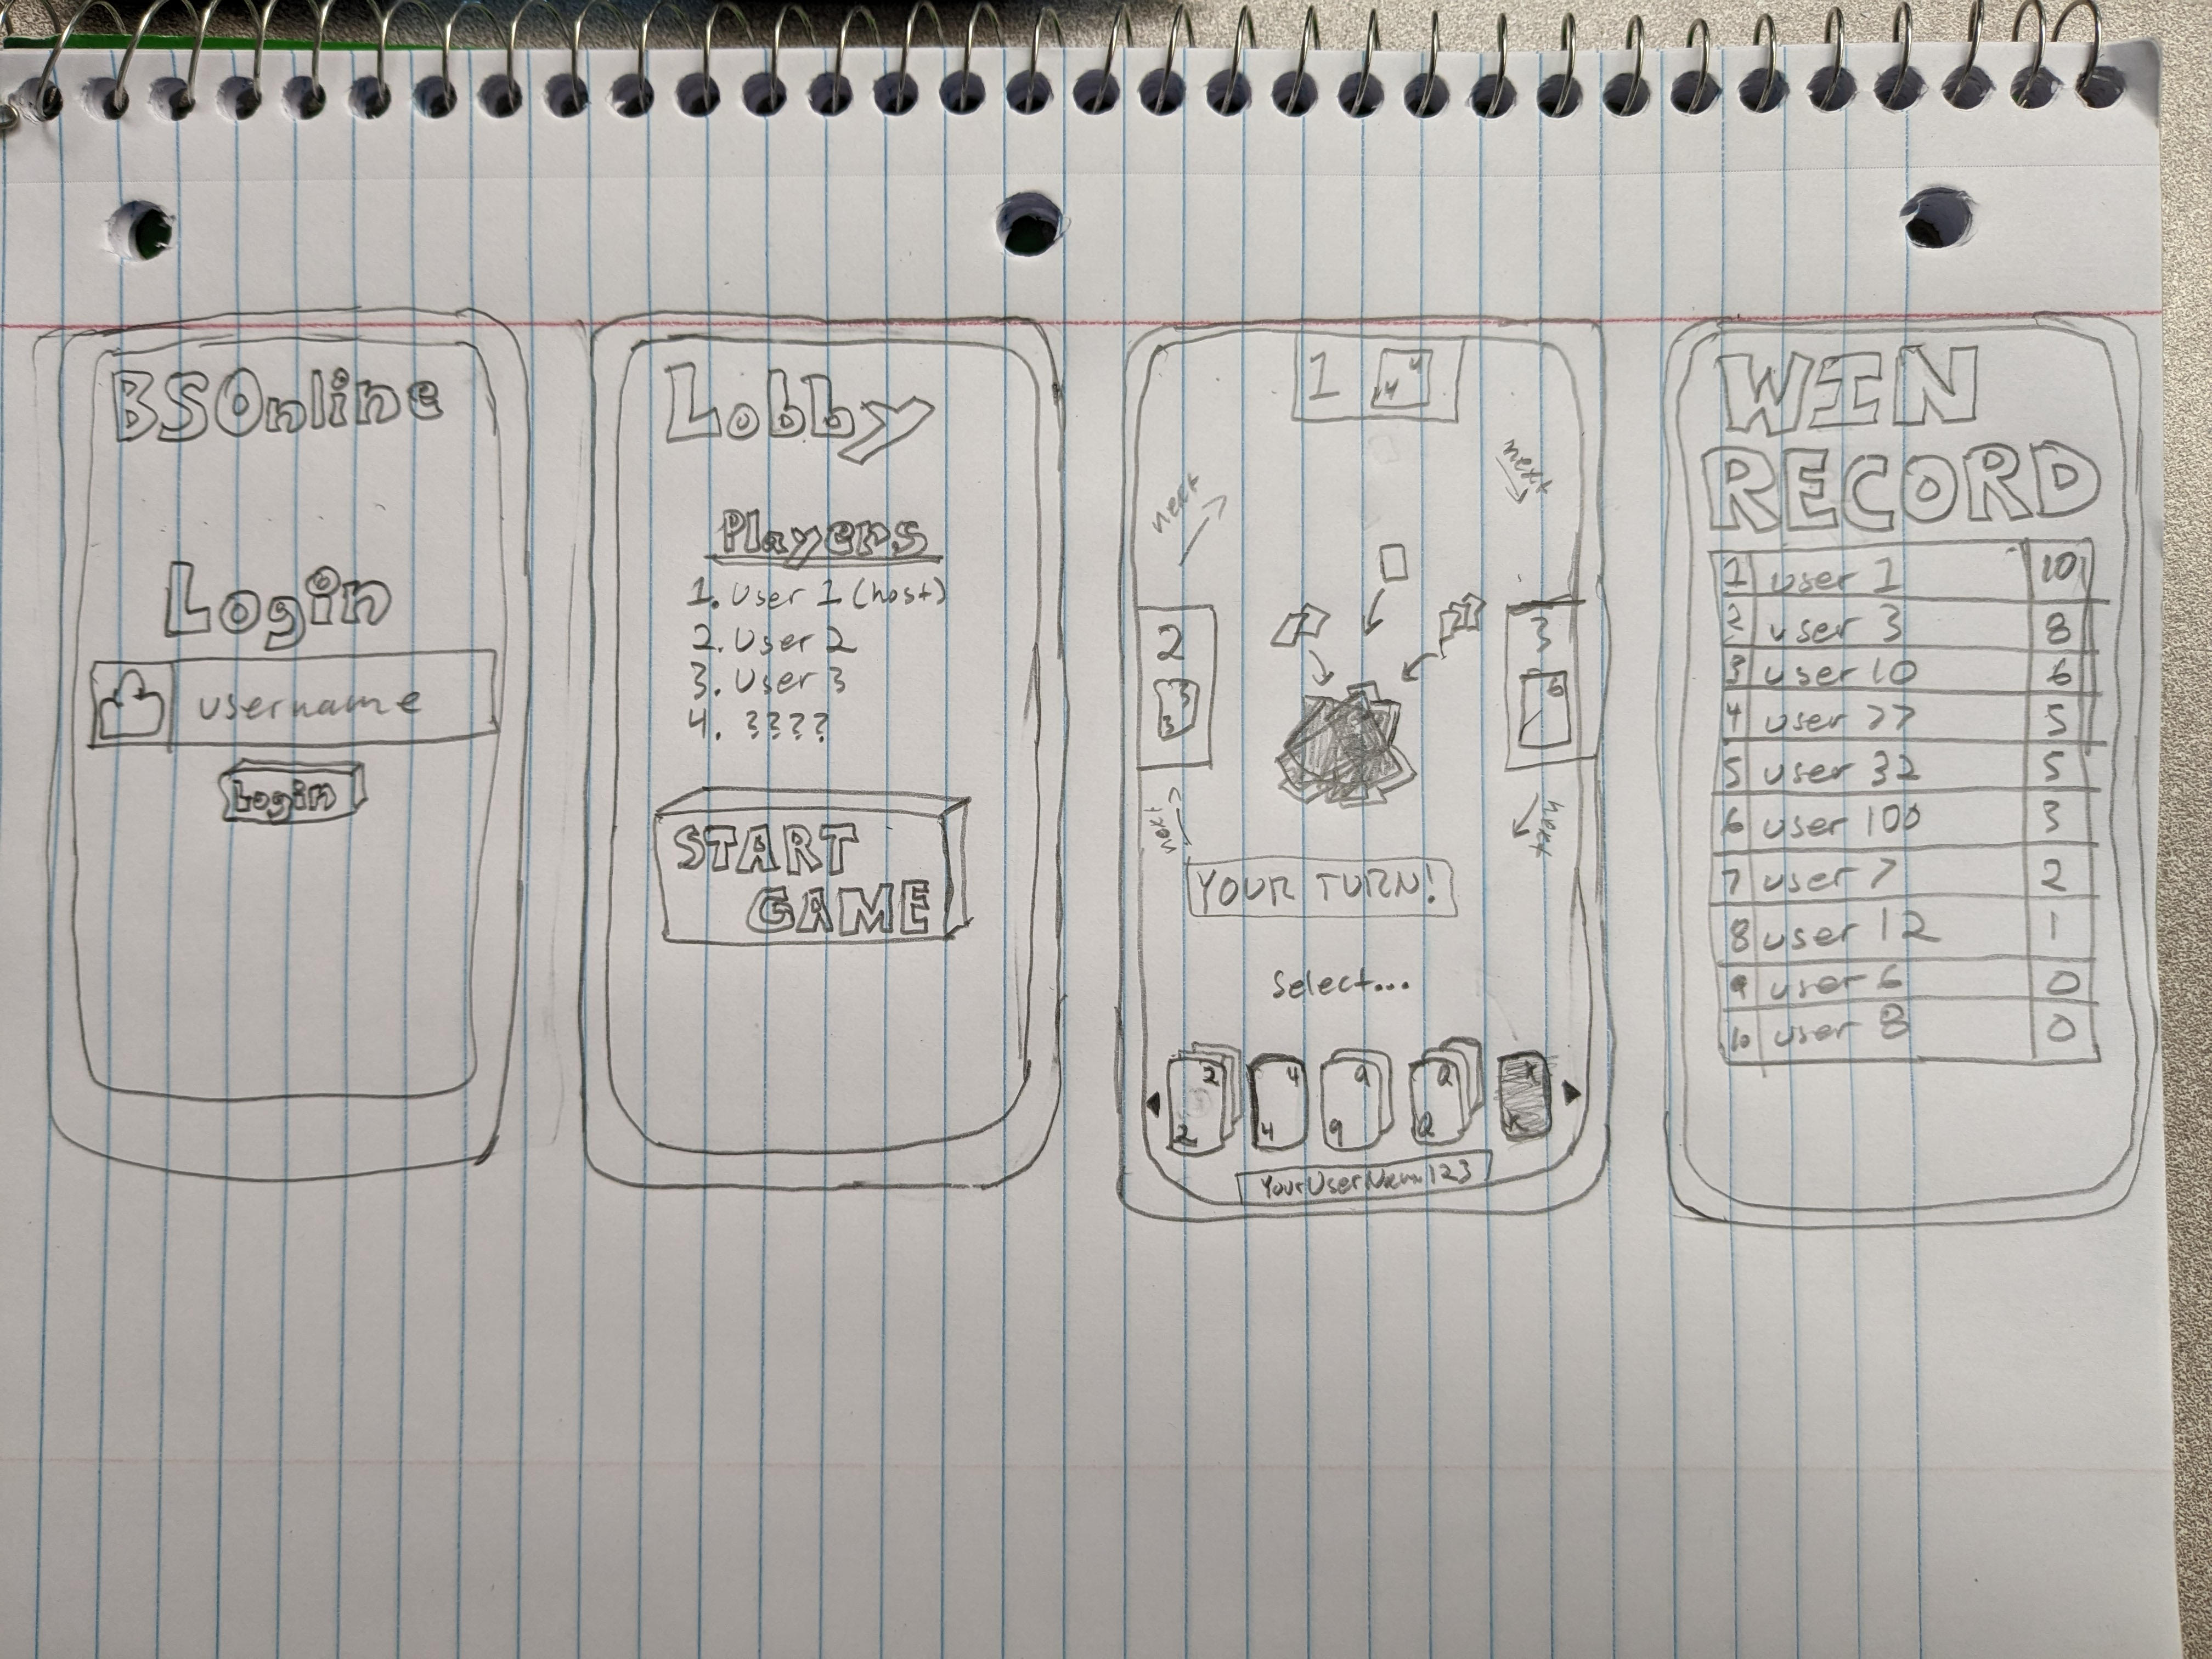 BSOnline
Login
username
Login
Lobby
Players
1. User 1 (host)
2. User 2
3. User 3
4. ????
START
GAME
1 4 4
next
next
2
3 3
3
6
next
next
YOUR TURN!
Select...
2 4 9 Q K
2 4 9 Q K
YourUserName123
WIN
RECORD
1 user 1 10
2 user 3 8
3 user 10 6
4 user 77 5
5 user 32 5
6 user 100 3
7 user 7 2
8 user 12 1
9 user 6 0
10 user 8 0